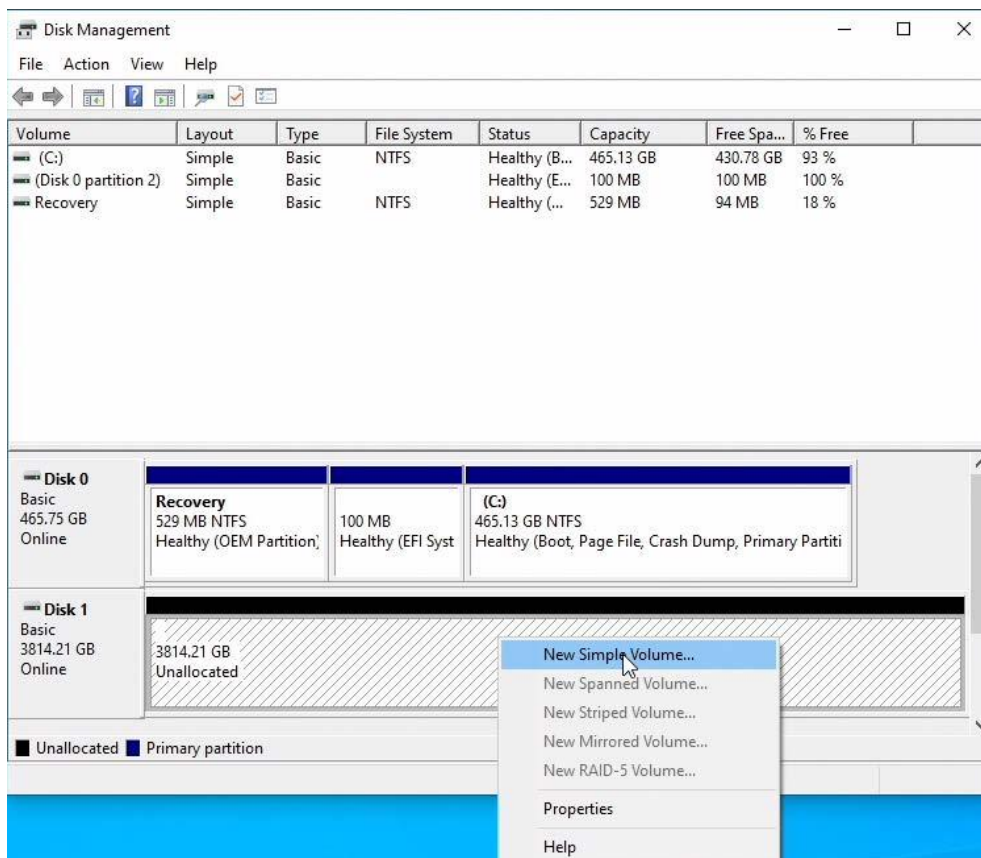 Disk Management
File Action View Help
Volume Layout Type File System Status Capacity Free Spa... % Free
(C:) Simple Basic NTFS Healthy (B... 465.13 GB 430.78 GB 93 %
(Disk 0 partition 2) Simple Basic Healthy (E... 100 MB 100 MB 100 %
Recovery Simple Basic NTFS Healthy (... 529 MB 94 MB 18 %
Disk 0
Basic
465.75 GB
Online
Recovery
529 MB NTFS
Healthy (OEM Partition)
100 MB
Healthy (EFI Syst
(C:)
465.13 GB NTFS
Healthy (Boot, Page File, Crash Dump, Primary Partiti
Disk 1
Basic
3814.21 GB
Online
3814.21 GB
Unallocated
New Simple Volume...
New Spanned Volume...
New Striped Volume...
New Mirrored Volume...
New RAID-5 Volume...
Properties
Help
Unallocated Primary partition